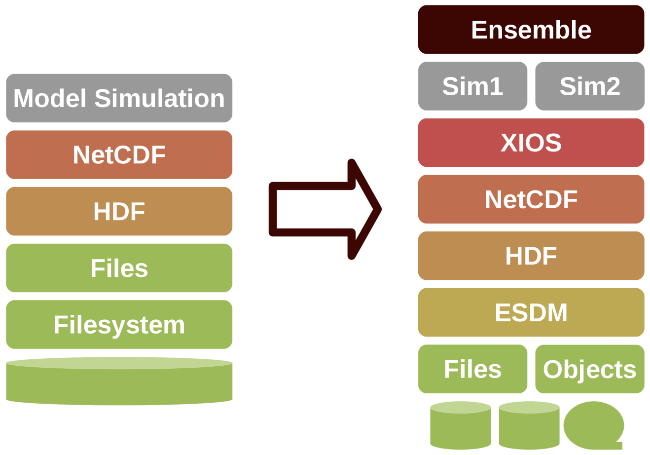 Model Simulation
NetCDF
HDF
Files
Filesystem
Ensemble
Sim1 Sim2
XIOS
NetCDF
HDF
ESDM
Files Objects